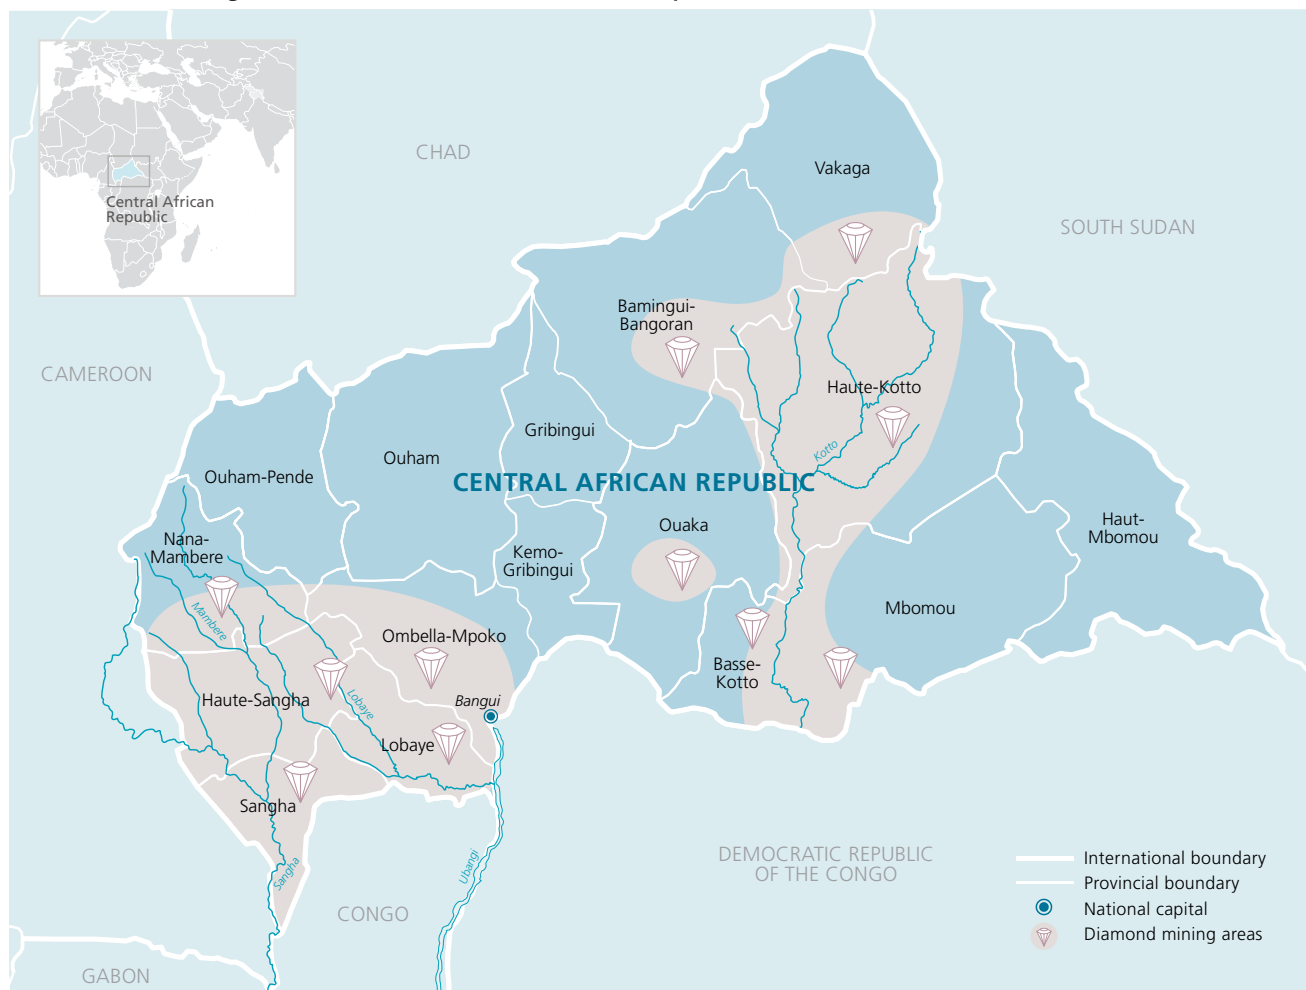 Central African
Republic
CHAD
Vakaga
SOUTH SUDAN
Bamingui-
Bangoran
CAMEROON
Haute-Kotto
Gribingui
Kotto
Ouham
Ouham-Pende
CENTRAL AFRICAN REPUBLIC
Ouaka
Haut-
Mbomou
Nana-
Mambere
Kemo-
Gribingui
Mbomou
Mambere
Ombella-Mpoko
Basse-
Kotto
Haute-Sangha
Lobaye
Bangui
Lobaye
Sangha
Sangha
Ubangi
DEMOCRATIC REPUBLIC
OF THE CONGO
CONGO
GABON
International boundary
Provincial boundary
National capital
Diamond mining areas